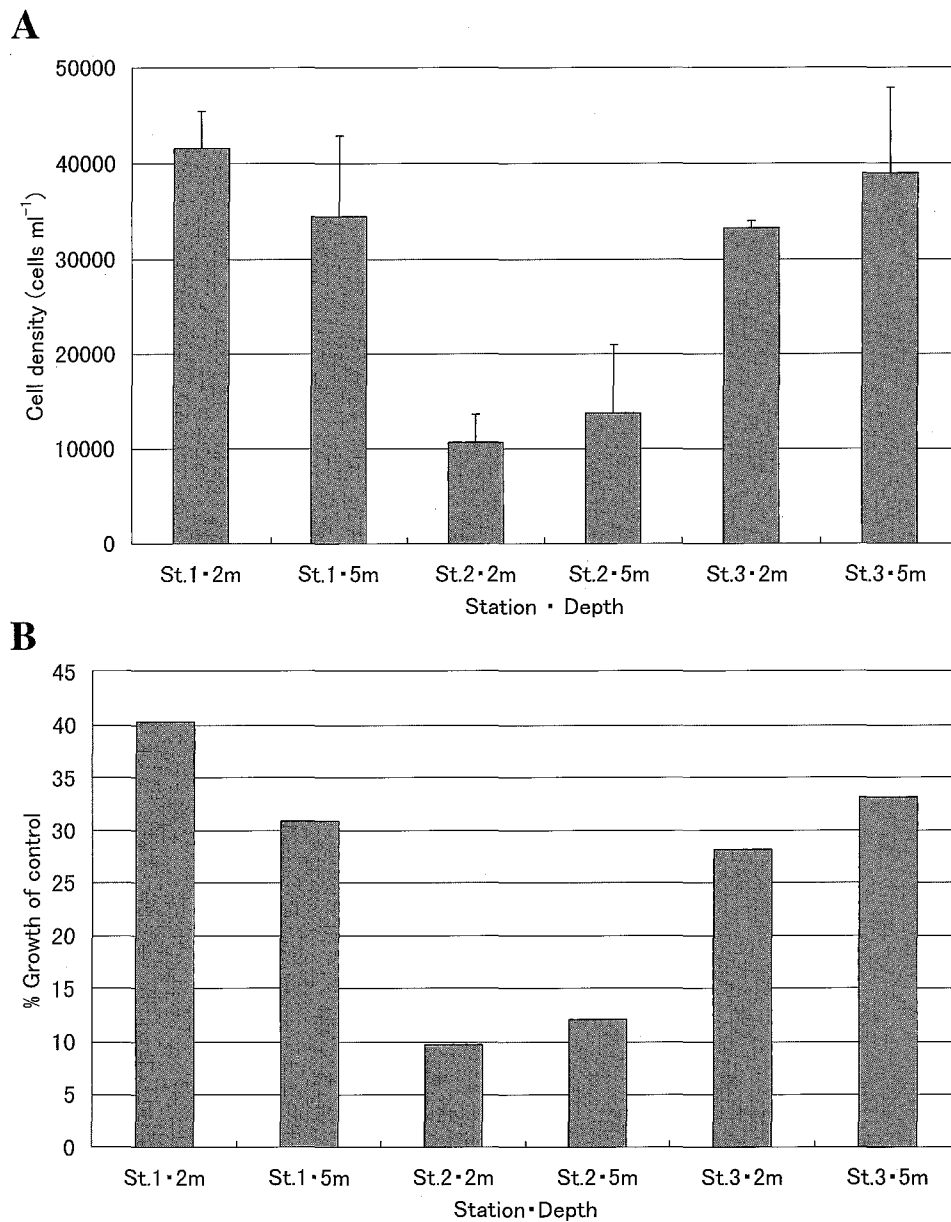 A
50000
40000
30000
20000
10000
0
Cell density (cells ml⁻¹)
St.1・2m St.1・5m St.2・2m St.2・5m St.3・2m St.3・5m
Station・Depth
B
45
40
35
30
25
20
15
10
5
0
% Growth of control
St.1・2m St.1・5m St.2・2m St.2・5m St.3・2m St.3・5m
Station・Depth